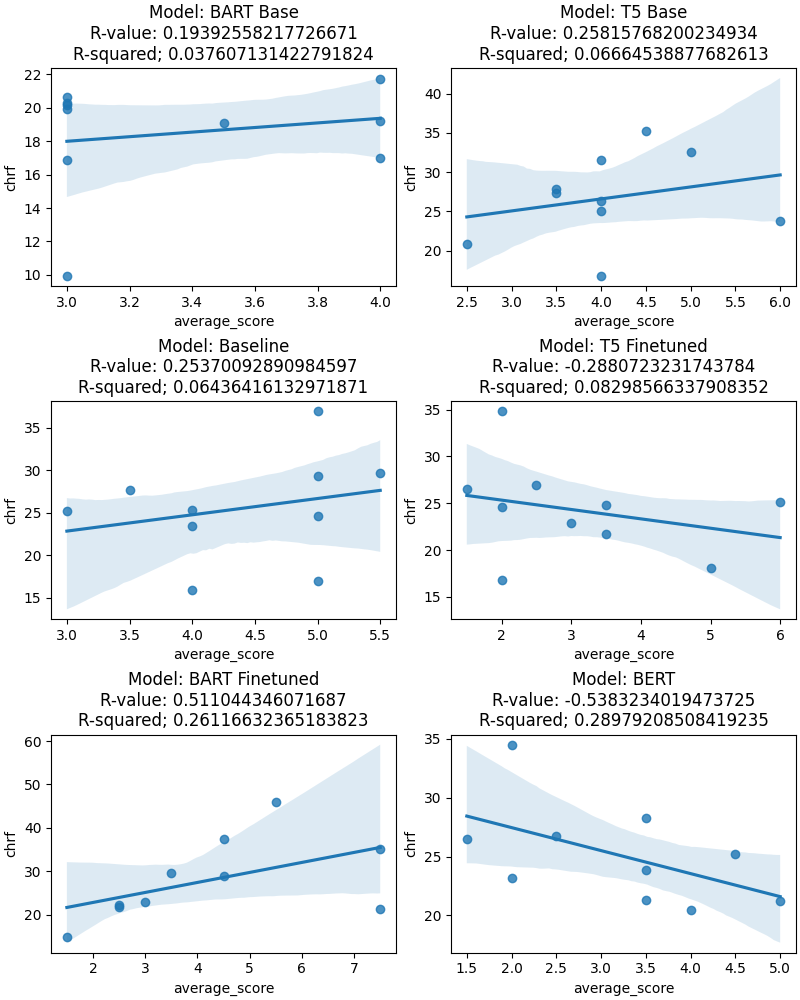 Model: BART Base
R-value: 0.19392558217726671
R-squared; 0.037607131422791824
22
20
18
16
14
12
10
chrf
3.0 3.2 3.4 3.6 3.8 4.0
average_score
Model: T5 Base
R-value: 0.25815768200234934
R-squared; 0.06664538877682613
40
35
30
25
20
chrf
2.5 3.0 3.5 4.0 4.5 5.0 5.5 6.0
average_score
Model: Baseline
R-value: 0.25370092890984597
R-squared; 0.06436416132971871
35
30
25
20
15
chrf
3.0 3.5 4.0 4.5 5.0 5.5
average_score
Model: T5 Finetuned
R-value: -0.2880723231743784
R-squared; 0.08298566337908352
35
30
25
20
15
chrf
2 3 4 5 6
average_score
Model: BART Finetuned
R-value: 0.511044346071687
R-squared; 0.26116632365183823
60
50
40
30
20
chrf
2 3 4 5 6 7
average_score
Model: BERT
R-value: -0.5383234019473725
R-squared; 0.28979208508419235
35
30
25
20
chrf
1.5 2.0 2.5 3.0 3.5 4.0 4.5 5.0
average_score